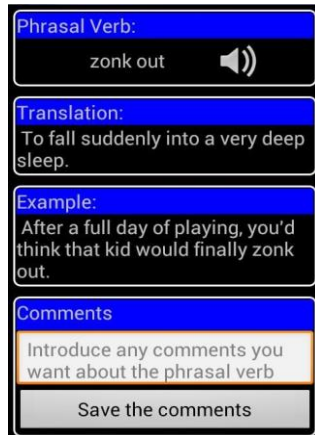 Phrasal Verb:
zonk out
Translation:
To fall suddenly into a very deep
sleep.
Example:
After a full day of playing, you'd
think that kid would finally zonk
out.
Comments
Introduce any comments you
want about the phrasal verb
Save the comments